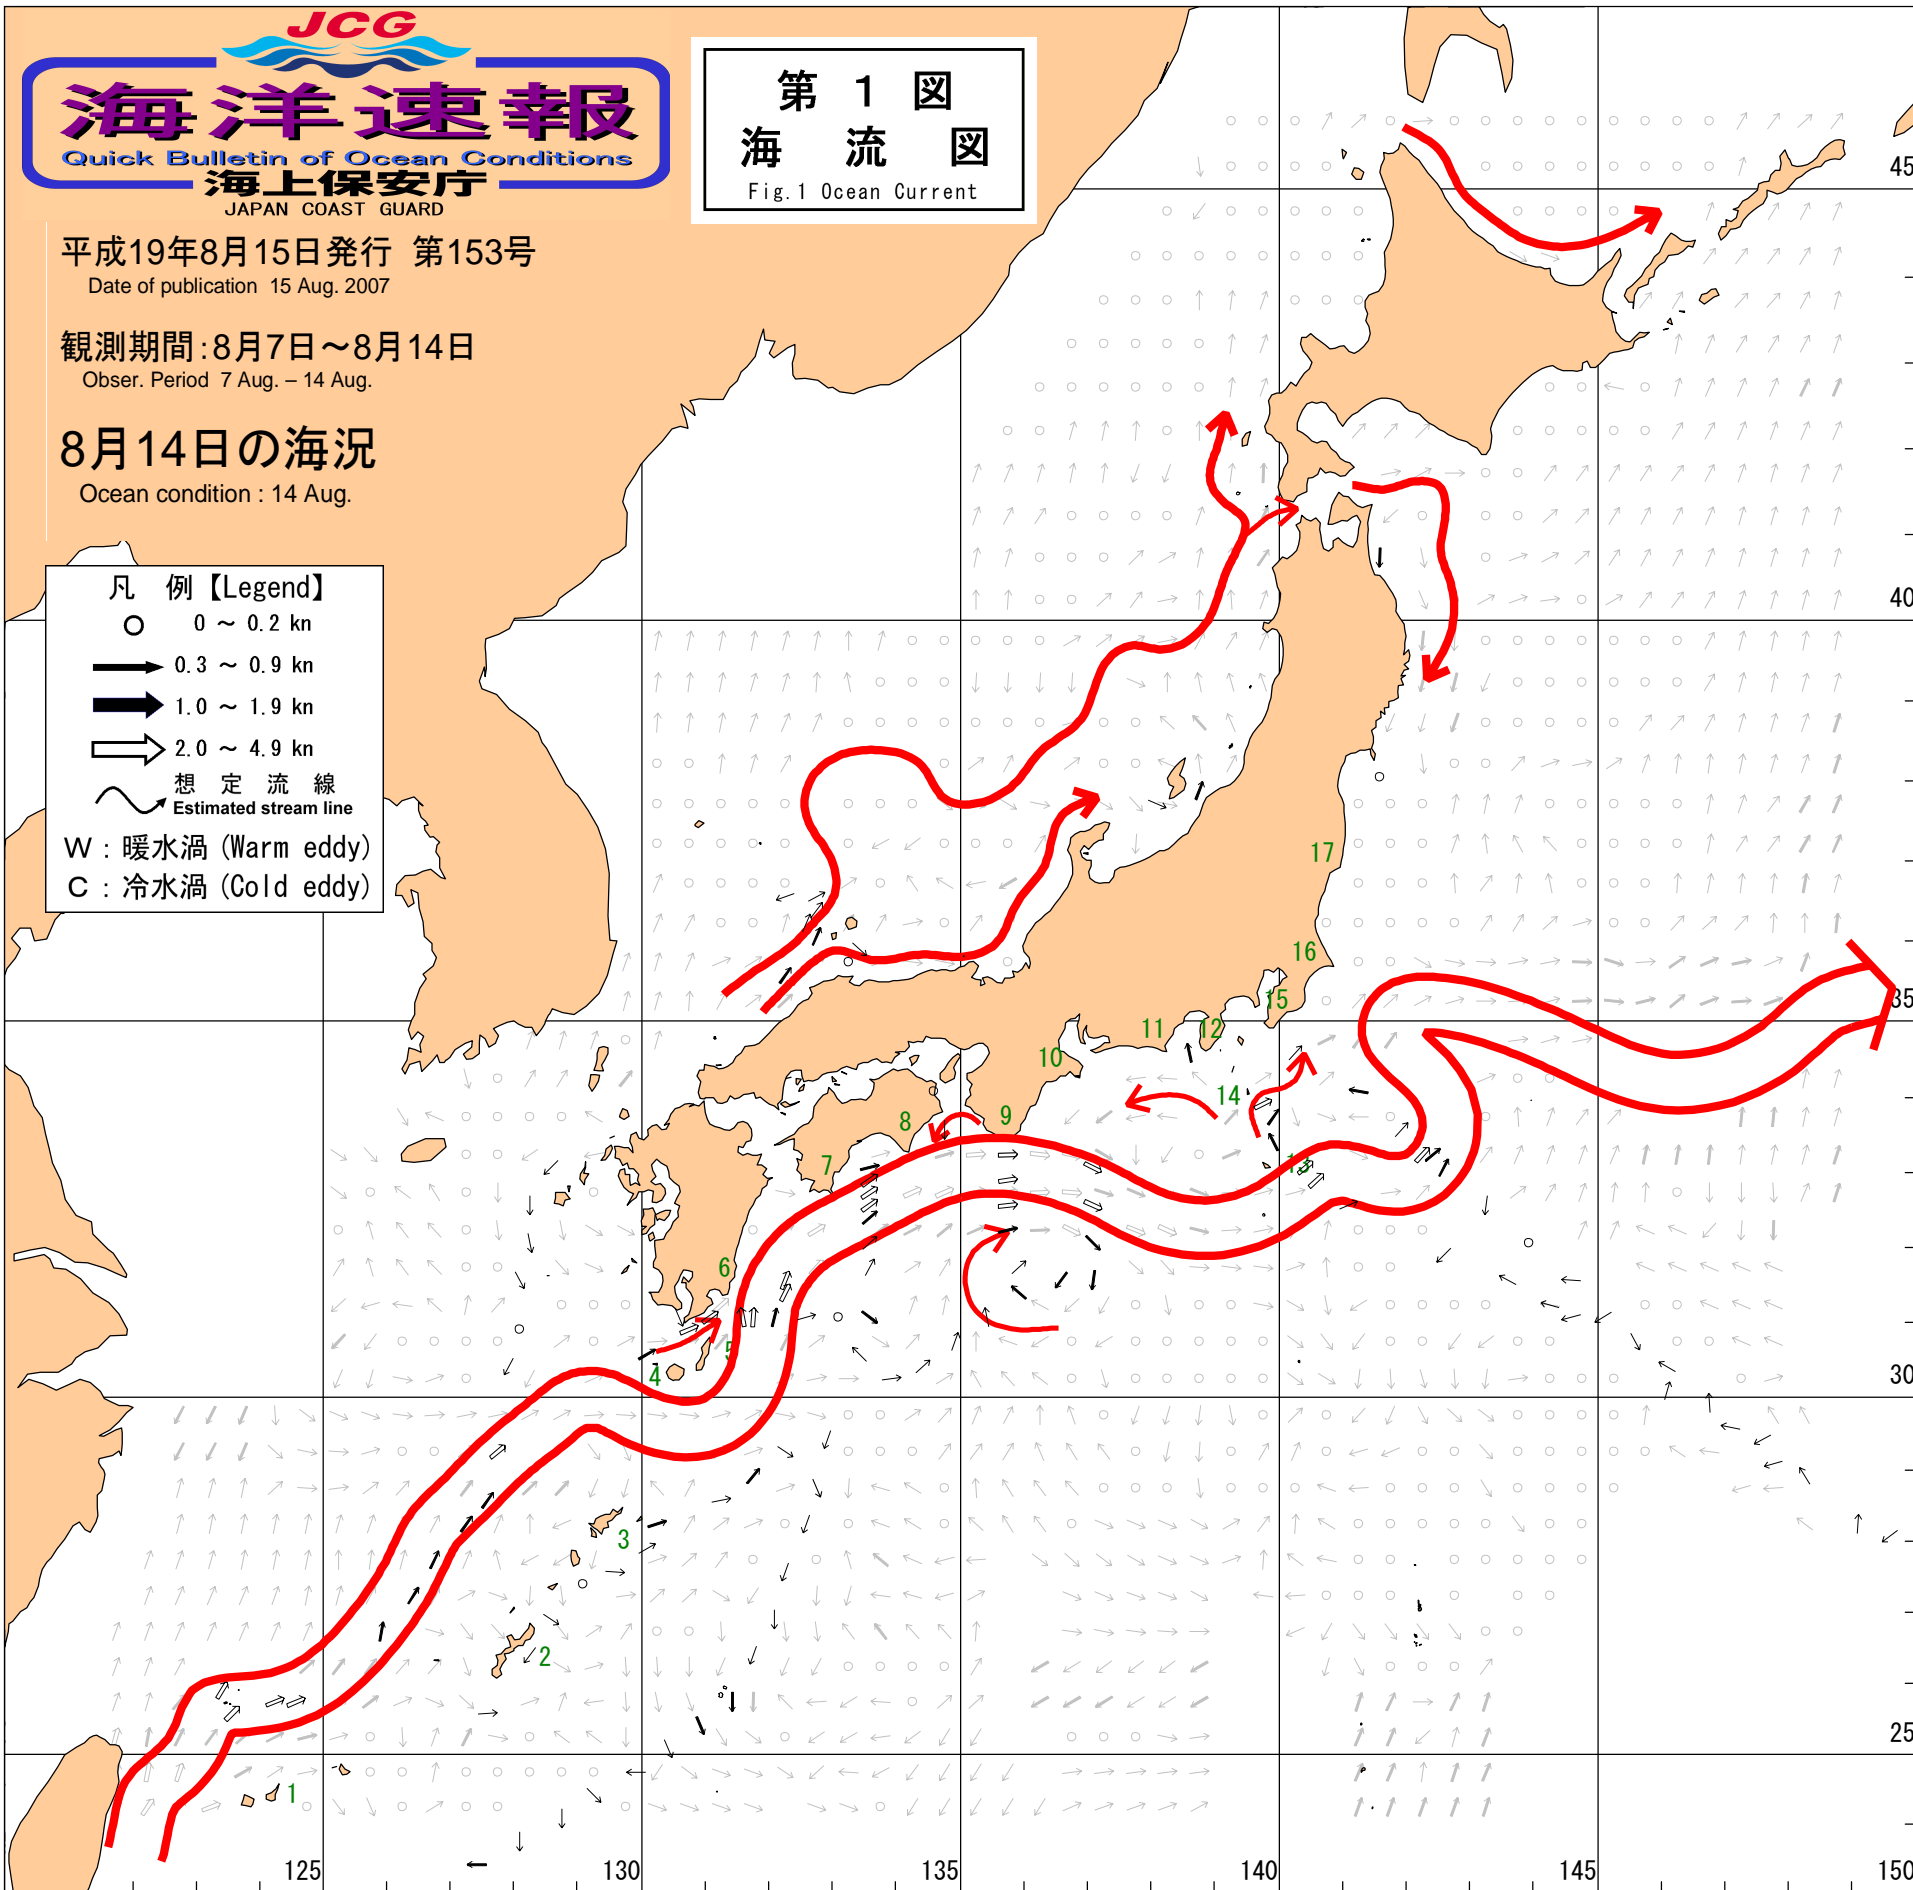 JCG
海洋速報
Quick Bulletin of Ocean Conditions
海上保安庁
JAPAN COAST GUARD
第 1 図
海 流 図
Fig.1 Ocean Current
平成19年8月15日発行 第153号
Date of publication 15 Aug. 2007
観測期間:8月7日~8月14日
Obser. Period 7 Aug. – 14 Aug.
8月14日の海況
Ocean condition : 14 Aug.
凡 例【Legend】
0 ~ 0.2 kn
0.3 ~ 0.9 kn
1.0 ~ 1.9 kn
2.0 ~ 4.9 kn
想 定 流 線
Estimated stream line
W : 暖水渦 (Warm eddy)
C : 冷水渦 (Cold eddy)
45
40
35
30
25
17
16
15
11
12
10
14
9
8
13
7
6
5
4
3
2
1
125
130
135
140
145
150